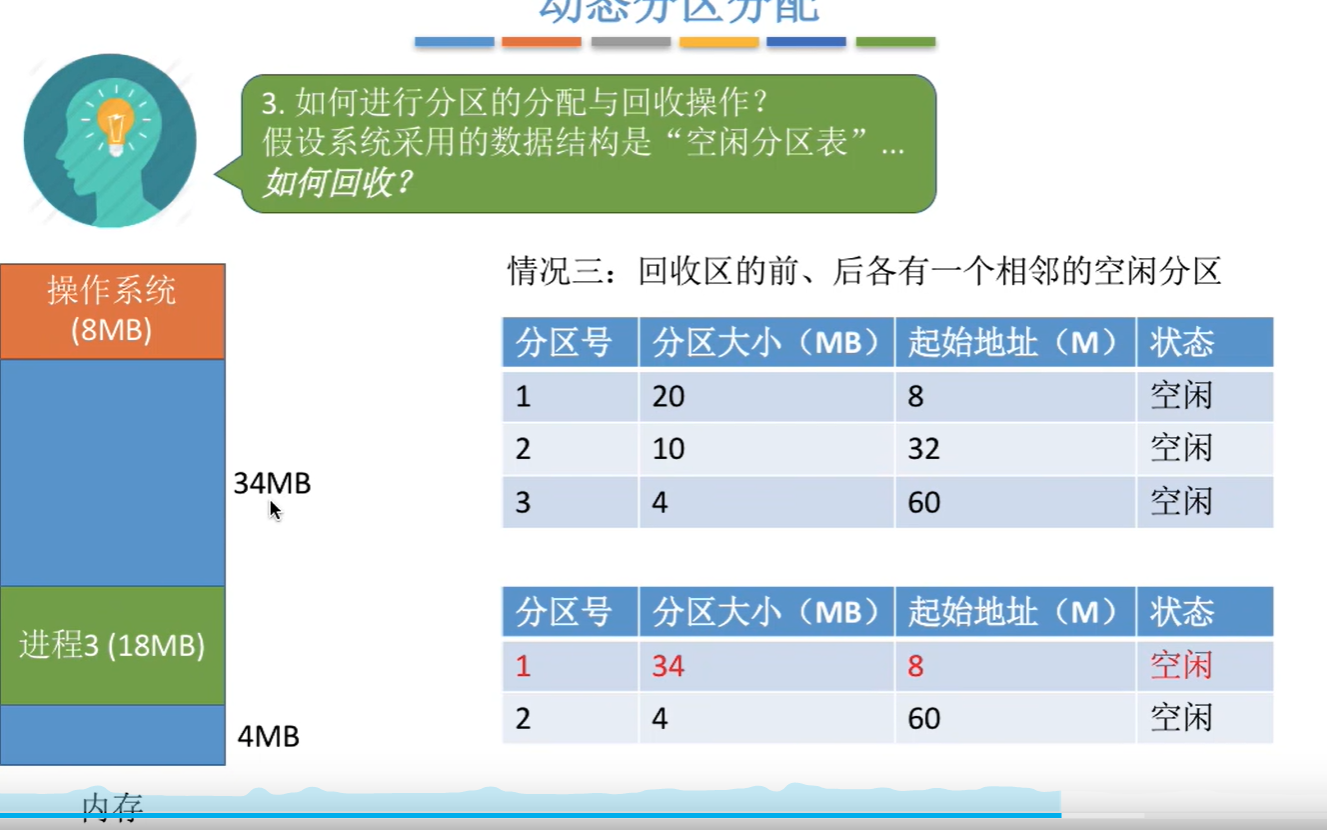 动态分区分配
3. 如何进行分区的分配与回收操作？
假设系统采用的数据结构是“空闲分区表”...
如何回收？
操作系统
(8MB)
34MB
进程3 (18MB)
4MB
内存
情况三：回收区的前、后各有一个相邻的空闲分区
分区号 分区大小（MB） 起始地址（M） 状态
1 20 8 空闲
2 10 32 空闲
3 4 60 空闲
分区号 分区大小（MB） 起始地址（M） 状态
1 34 8 空闲
2 4 60 空闲